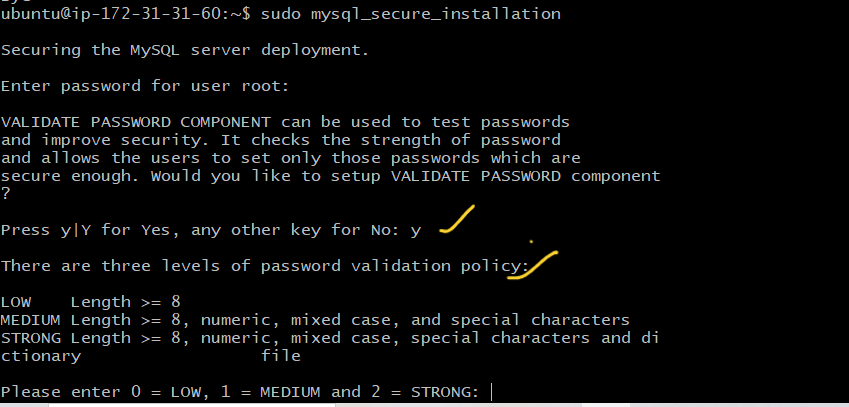 ubuntu@ip-172-31-31-60:~$ sudo mysql_secure_installation
Securing the MySQL server deployment.
Enter password for user root:
VALIDATE PASSWORD COMPONENT can be used to test passwords
and improve security. It checks the strength of password
and allows the users to set only those passwords which are
secure enough. Would you like to setup VALIDATE PASSWORD component
?
Press y|Y for Yes, any other key for No: y
There are three levels of password validation policy:
LOW    Length >= 8
MEDIUM Length >= 8, numeric, mixed case, and special characters
STRONG Length >= 8, numeric, mixed case, special characters and di
ctionary                  file
Please enter 0 = LOW, 1 = MEDIUM and 2 = STRONG: